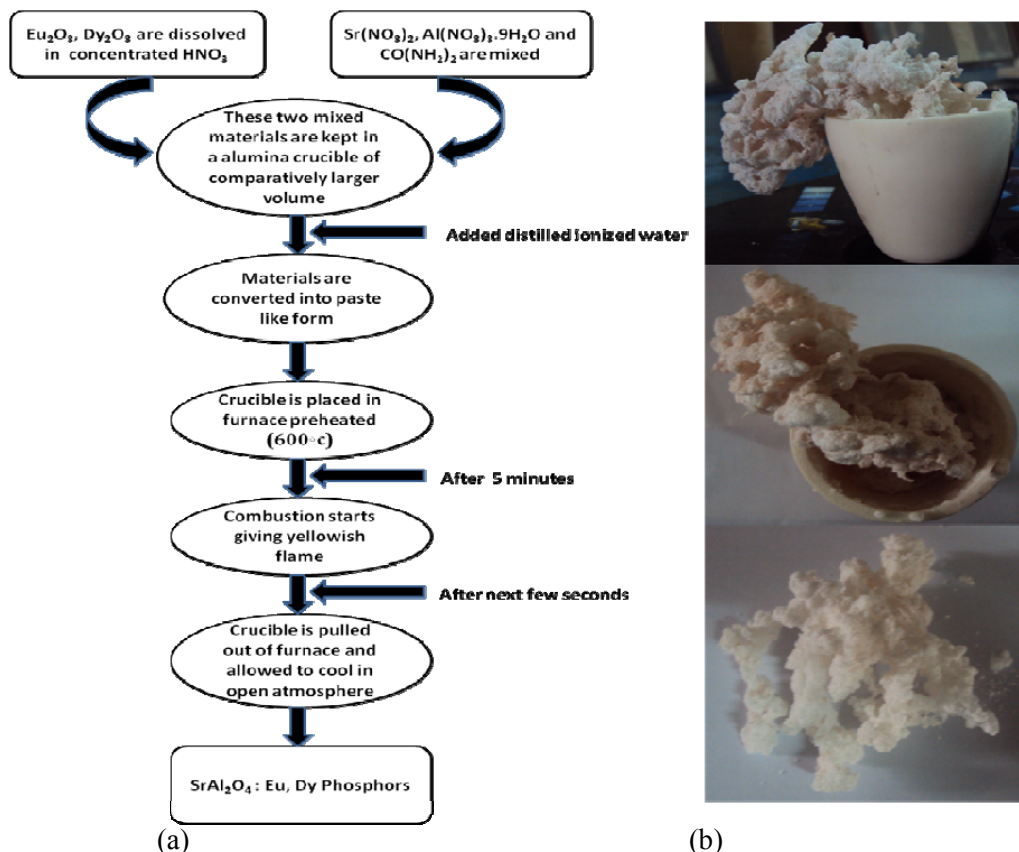 Eu₂O₃, Dy₂O₃ are dissolved
in concentrated HNO₃
Sr(NO₃)₂, Al(NO₃)₃.9H₂O and
CO(NH₂)₂ are mixed
These two mixed
materials are kept in
a alumina crucible of
comparatively larger
volume
Added distilled ionized water
Materials are
converted into paste
like form
Crucible is placed in
furnace preheated
(600◦c)
After 5 minutes
Combustion starts
giving yellowish
flame
After next few seconds
Crucible is pulled
out of furnace and
allowed to cool in
open atmosphere
SrAl₂O₄ : Eu, Dy Phosphors
(a)
(b)